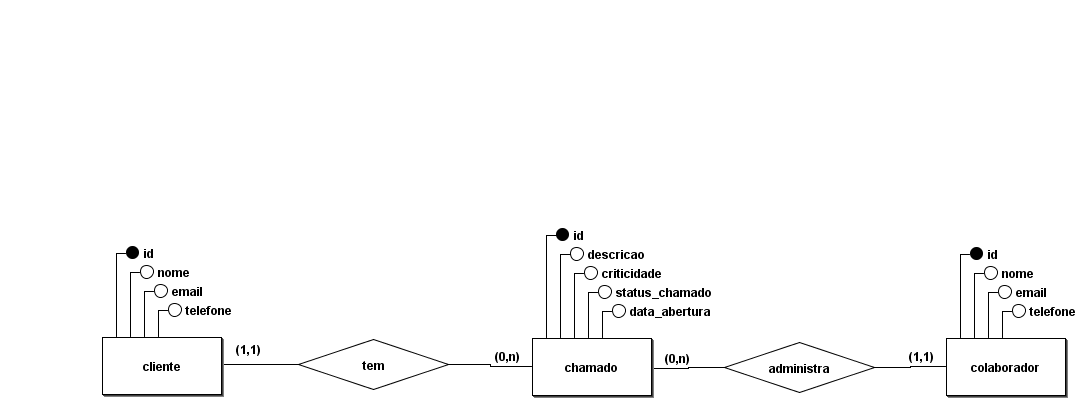 id
nome
email
telefone
cliente
(1,1)
tem
(0,n)
id
descricao
criticidade
status_chamado
data_abertura
chamado
(0,n)
administra
(1,1)
id
nome
email
telefone
colaborador